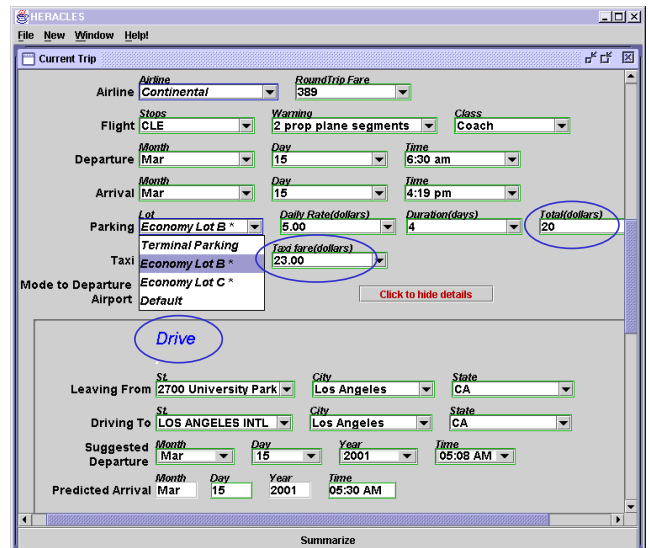 HERACLES
File New Window Help!
Current Trip
Airline RoundTrip Fare
Airline Continental 389
Stops Warning Class
Flight CLE 2 prop plane segments Coach
Month Day Time
Departure Mar 15 6:30 am
Month Day Time
Arrival Mar 15 4:19 pm
Lot Daily Rate(dollars) Duration(days) Total(dollars)
Parking Economy Lot B * 5.00 4 20
Terminal Parking Taxi fare(dollars)
Taxi Economy Lot B * 23.00
Mode to Departure Economy Lot C *
Airport Default Click to hide details
Drive
St. City State
Leaving From 2700 University Park Los Angeles CA
St. City State
Driving To LOS ANGELES INTL Los Angeles CA
Suggested Month Day Year Time
Departure Mar 15 2001 05:08 AM
Month Day Year Time
Predicted Arrival Mar 15 2001 05:30 AM
Summarize